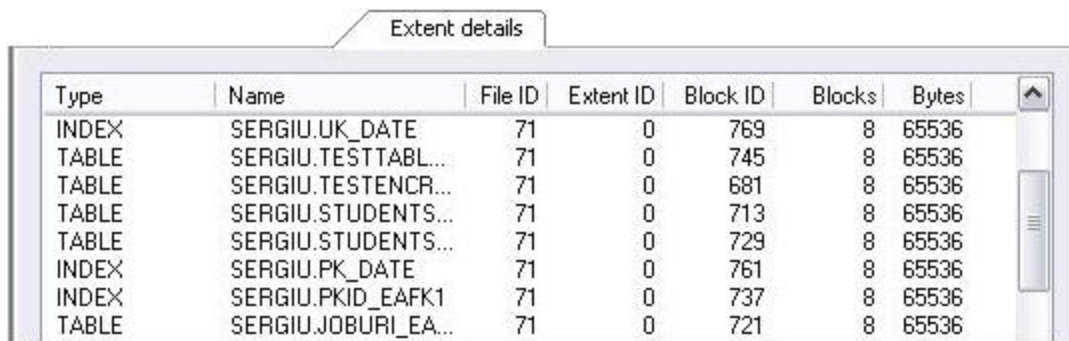 Extent details
Type Name File ID Extent ID Block ID Blocks Bytes
INDEX SERGIU.UK_DATE 71 0 769 8 65536
TABLE SERGIU.TESTTABL... 71 0 745 8 65536
TABLE SERGIU.TESTENCR... 71 0 681 8 65536
TABLE SERGIU.STUDENTS... 71 0 713 8 65536
TABLE SERGIU.STUDENTS... 71 0 729 8 65536
INDEX SERGIU.PK_DATE 71 0 761 8 65536
INDEX SERGIU.PKID_EAFK1 71 0 737 8 65536
TABLE SERGIU.JOBURI_EA... 71 0 721 8 65536